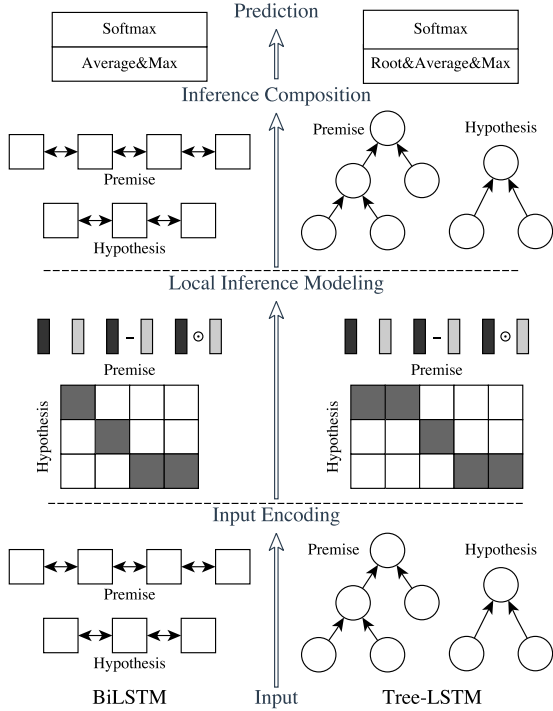 Prediction
Softmax
Average&Max
Softmax
Root&Average&Max
Inference Composition
Premise
Hypothesis
Premise
Hypothesis
Local Inference Modeling
– ⊙
– ⊙
Premise
Premise
Hypothesis
Hypothesis
Input Encoding
Premise
Hypothesis
Premise
Hypothesis
BiLSTM
Input
Tree-LSTM